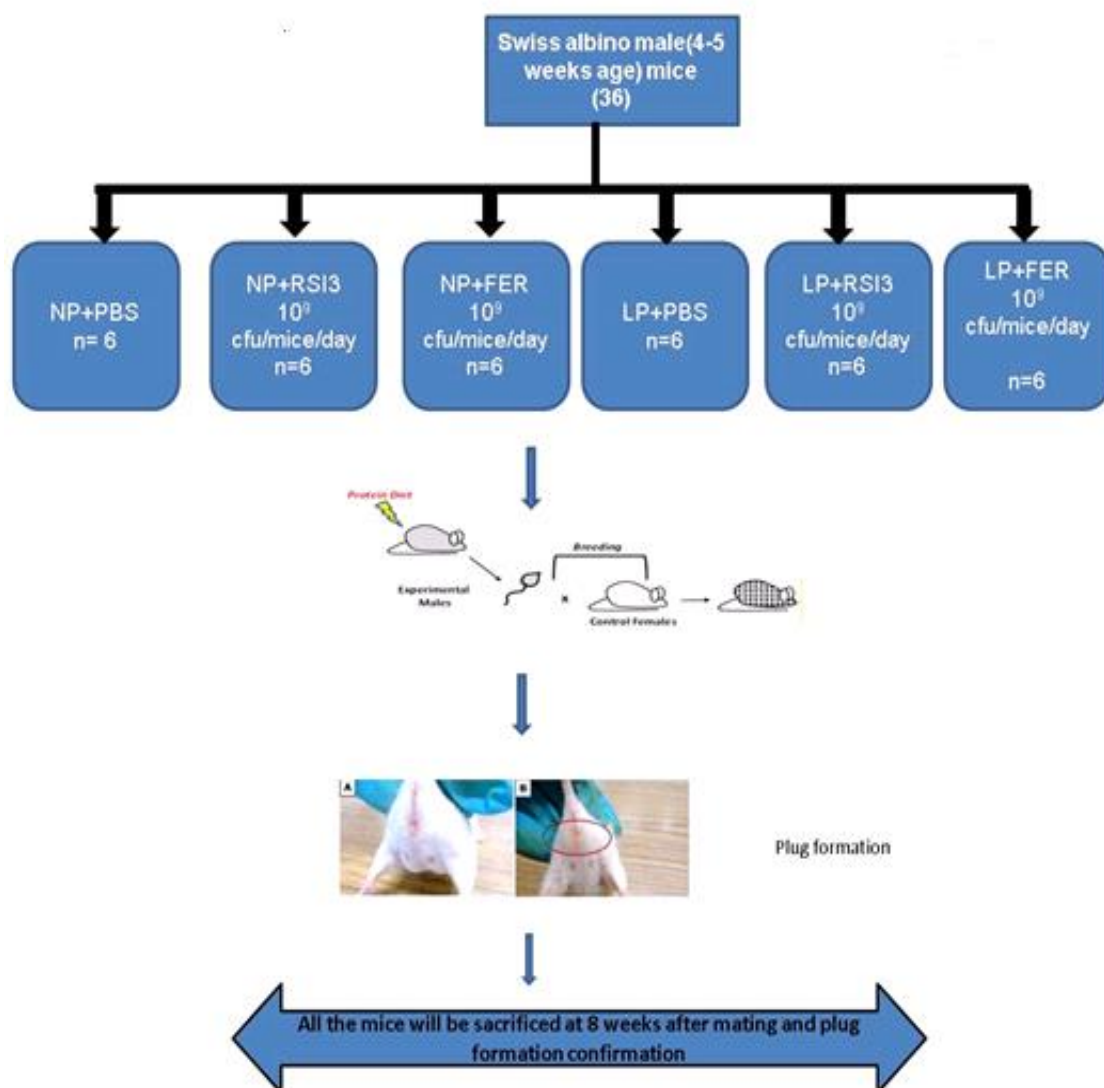 Swiss albino male(4-5
weeks age) mice
(36)
NP+PBS
n= 6
NP+RSI3
10⁹
cfu/mice/day
n=6
NP+FER
10⁹
cfu/mice/day
n=6
LP+PBS
n=6
LP+RSI3
10⁹
cfu/mice/day
n=6
LP+FER
10⁹
cfu/mice/day
n=6
Protein Diet
Breeding
Experimental
Males
x
Control Females
A
B
Plug formation
All the mice will be sacrificed at 8 weeks after mating and plug
formation confirmation